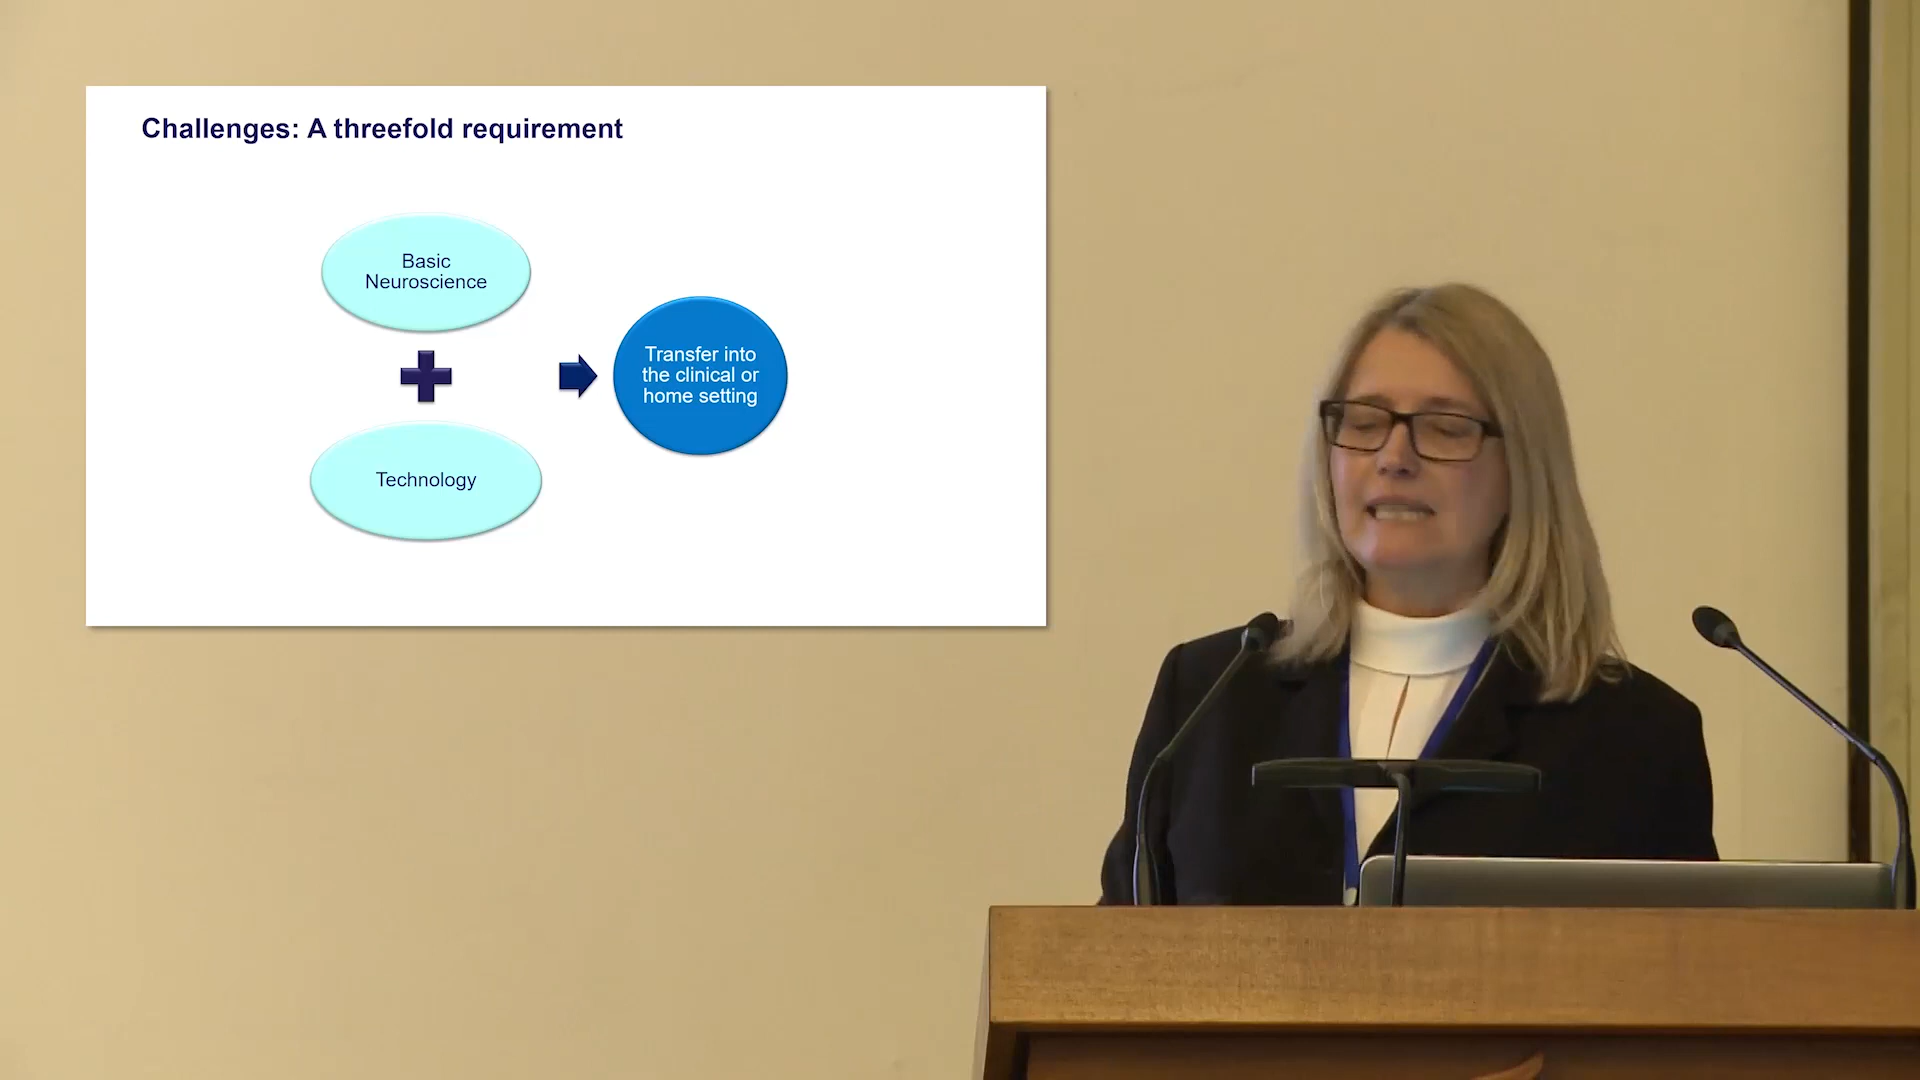 Challenges: A threefold requirement
Basic
Neuroscience
Technology
Transfer into
the clinical or
home setting